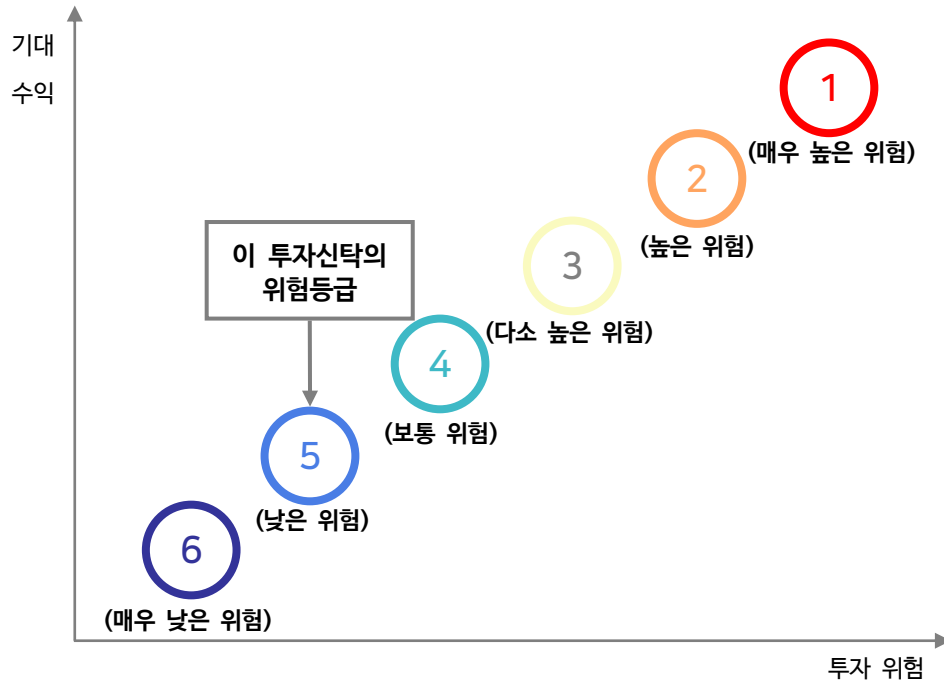 기대
수익
1
(매우 높은 위험)
2
(높은 위험)
이 투자신탁의
위험등급
3
(다소 높은 위험)
4
(보통 위험)
5
(낮은 위험)
6
(매우 낮은 위험)
투자 위험